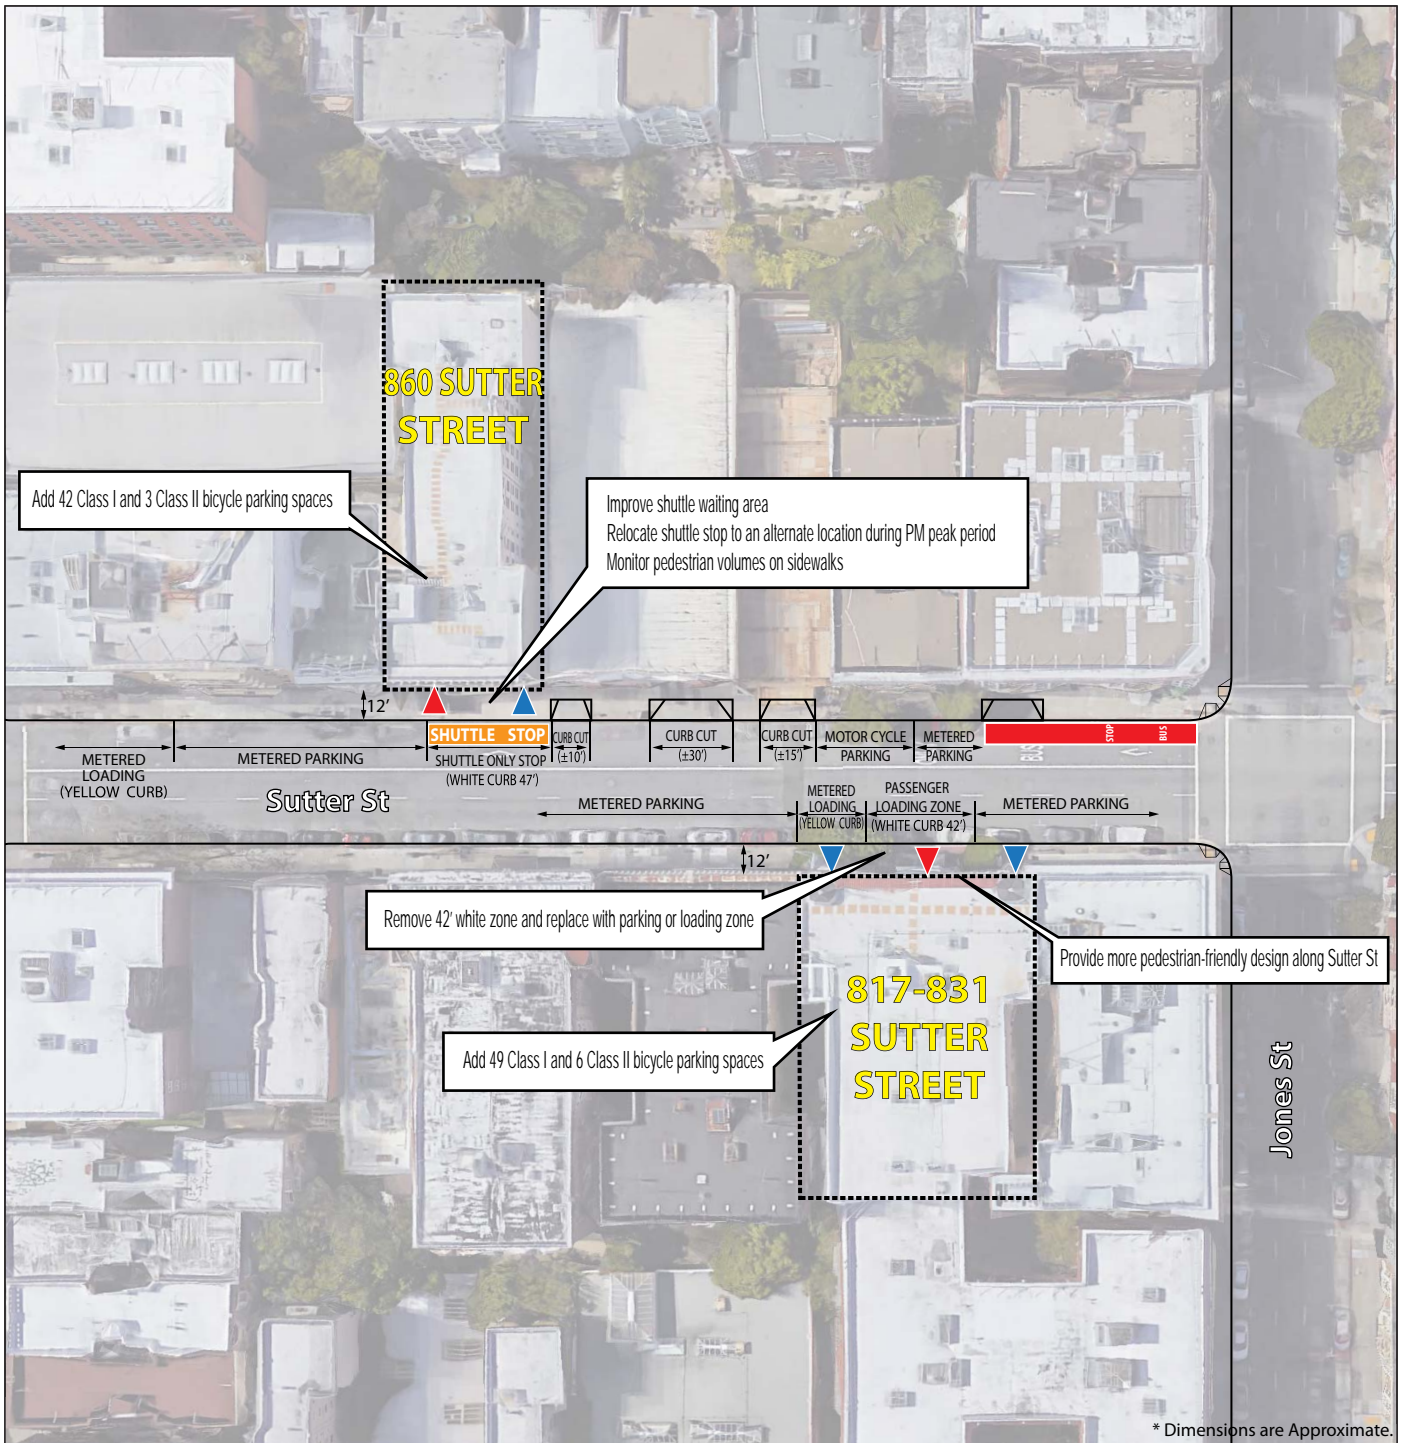 860 SUTTER
STREET
Add 42 Class I and 3 Class II bicycle parking spaces
Improve shuttle waiting area
Relocate shuttle stop to an alternate location during PM peak period
Monitor pedestrian volumes on sidewalks
12’
SHUTTLE STOP
STOP
BUS
METERED
LOADING
(YELLOW CURB)
METERED PARKING
SHUTTLE ONLY STOP
(WHITE CURB 47’)
CURB CUT
(±10’)
CURB CUT
(±30’)
CURB CUT
(±15’)
MOTOR CYCLE
PARKING
METERED
PARKING
BUS
Sutter St
METERED PARKING
METERED
LOADING
(YELLOW CURB)
PASSENGER
LOADING ZONE
(WHITE CURB 42’)
METERED PARKING
12’
Remove 42’ white zone and replace with parking or loading zone
Provide more pedestrian-friendly design along Sutter St
817-831
SUTTER
STREET
Add 49 Class I and 6 Class II bicycle parking spaces
Jones St
* Dimensions are Approximate.